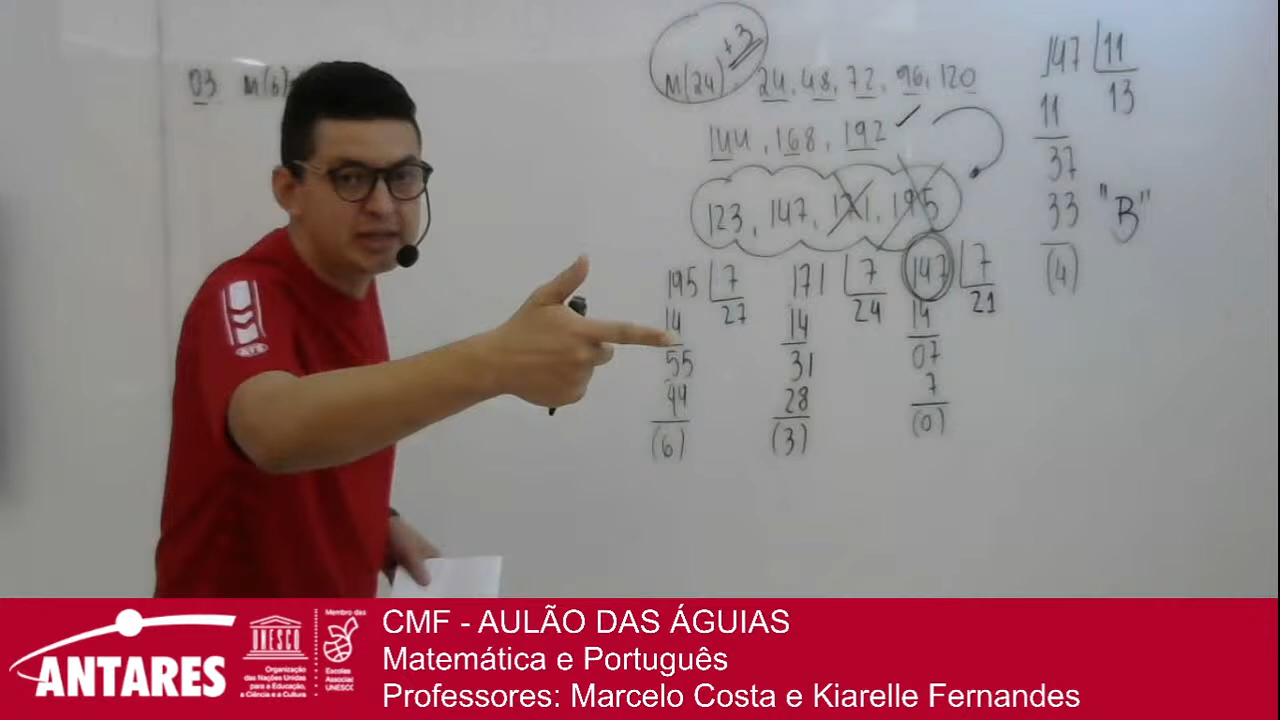 03 M(6)
M(24)+3 24, 48, 72, 96, 120
144, 168, 192 ✓
123, 147, 171, 195
195 7
27
14
55
44
(6)
171 7
24
14
31
28
(3)
147 7
21
14
07
7
(0)
147 11
13
11
37
33
(4)
"B"
ANTARES
UNESCO
Organização
das Nações Unidas
para a Educação,
a Ciência e a Cultura
Membro das
Escolas
Associadas
UNESCO
CMF - AULÃO DAS ÁGUIAS
Matemática e Português
Professores: Marcelo Costa e Kiarelle Fernandes